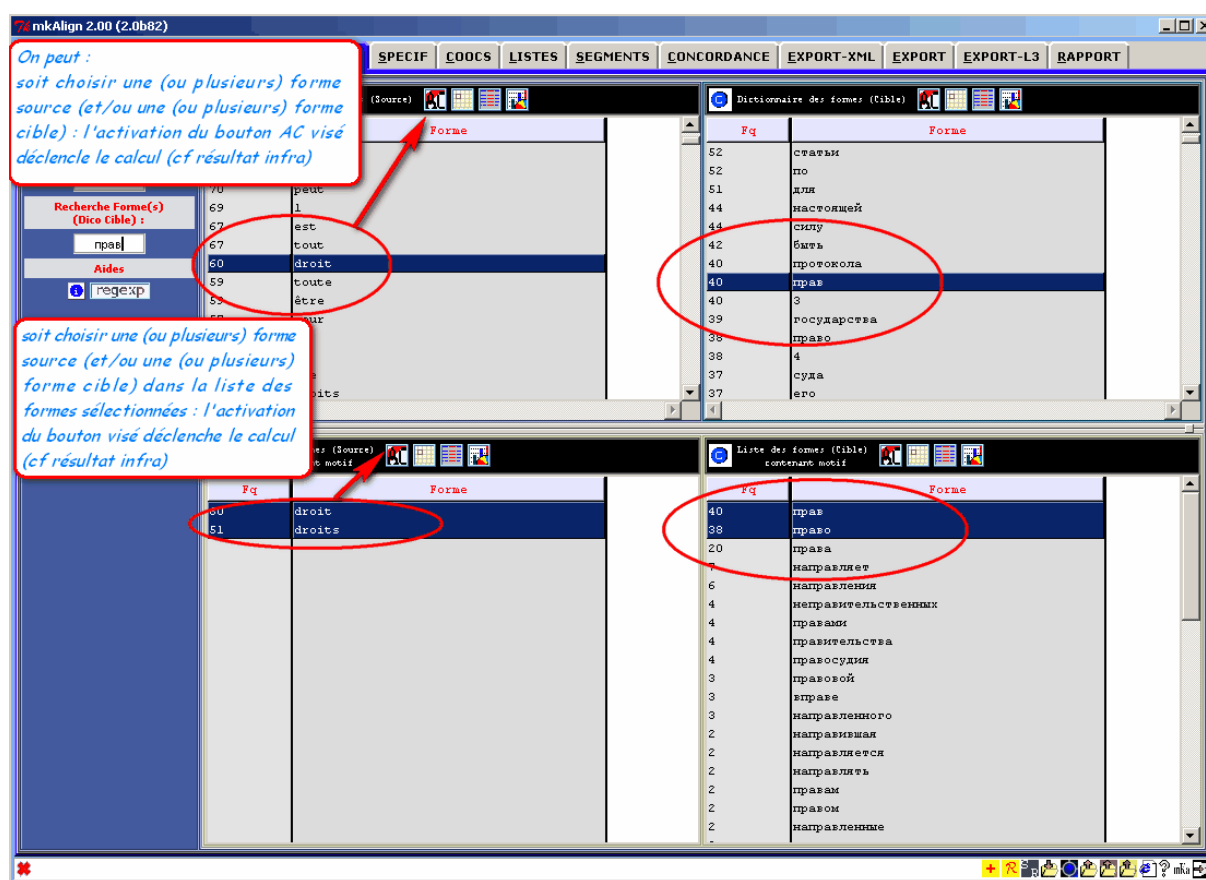 mkAlign 2.00 (2.0b82)
SPECIF COOCS LISTES SEGMENTS CONCORDANCE EXPORT-XML EXPORT EXPORT-L3 RAPPORT
On peut :
soit choisir une (ou plusieurs) forme
source (et/ou une (ou plusieurs) forme
cible) : l'activation du bouton AC visé
déclencle le calcul (cf résultat infra)
Recherche Forme(s)
(Dico Cible) :
прав
Aides
regexp
soit choisir une (ou plusieurs) forme
source (et/ou une (ou plusieurs)
forme cible) dans la liste des
formes sélectionnées : l'activation
du bouton visé déclenche le calcul
(cf résultat infra)
(Source) AC
Forme
70 peut
69 l
67 est
67 tout
60 droit
59 toute
59 être
Dictionnaire des formes (Cible) AC
Fq Forme
52 статьи
52 по
51 для
44 настоящей
44 силу
42 быть
40 протокола
40 прав
40 3
39 государства
38 право
38 4
37 суда
37 его
(Source) AC
motif
Fq Forme
60 droit
51 droits
Liste des formes (Cible) AC
contenant motif
Fq Forme
40 прав
38 право
20 права
7 направляет
6 направления
4 неправительственных
4 правами
4 правительства
4 правосудия
3 правовой
3 вправе
3 направленного
2 направившая
2 направляется
2 направлять
2 правам
2 правом
2 направленные